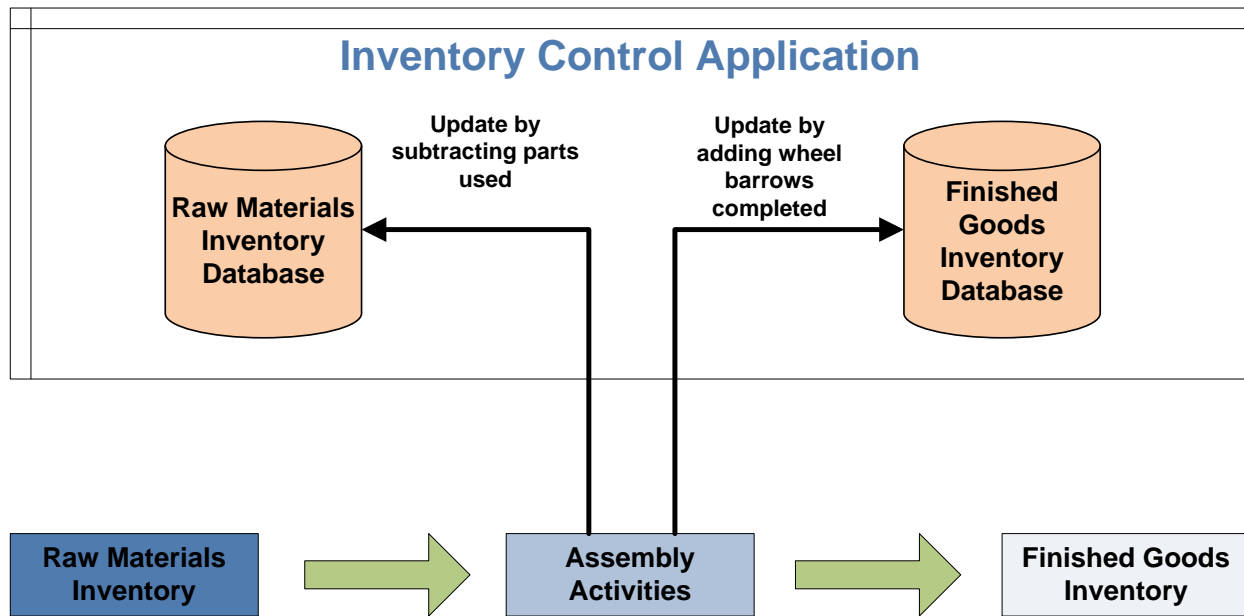 Inventory Control Application
Update by
subtracting parts
used
Update by
adding wheel
barrows
completed
Raw Materials
Inventory
Database
Finished
Goods
Inventory
Database
Raw Materials
Inventory
Assembly
Activities
Finished Goods
Inventory